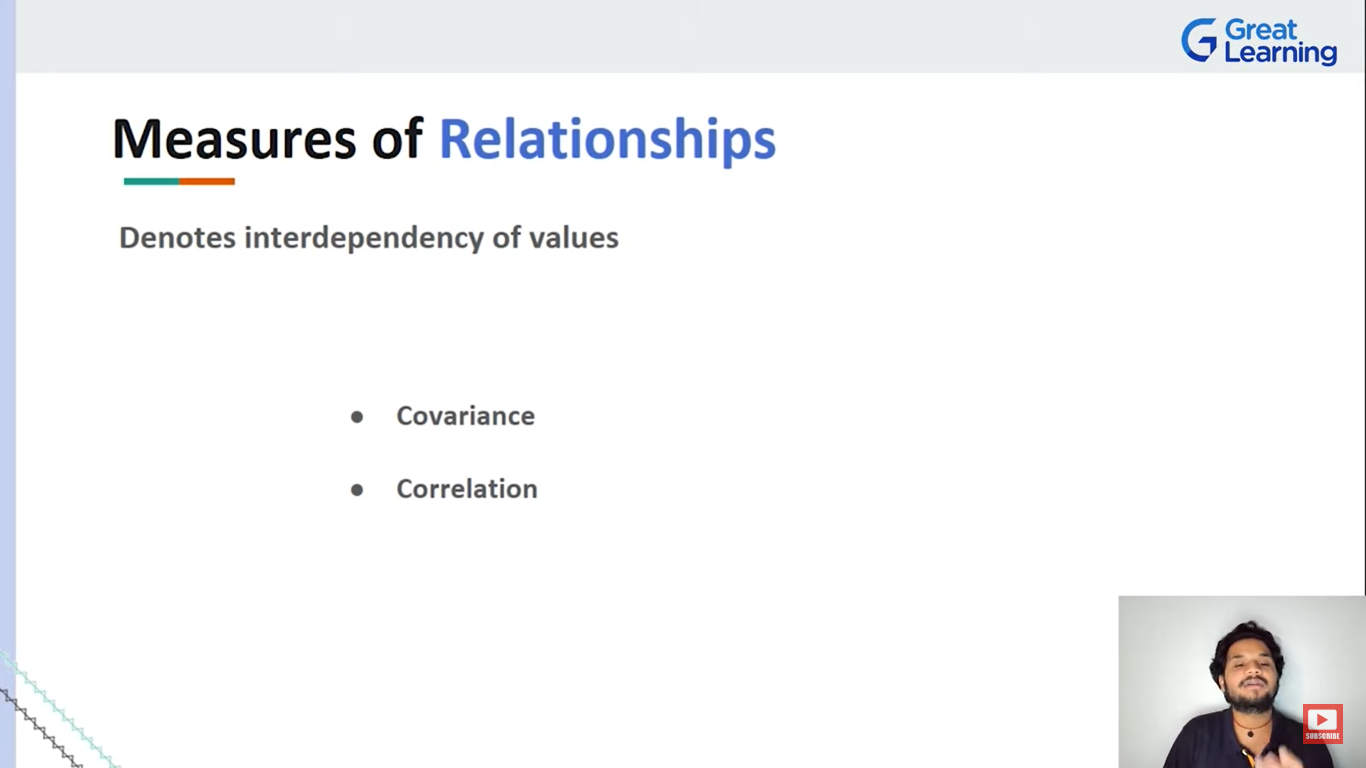 Great
Learning
Measures of Relationships
Denotes interdependency of values
● Covariance
● Correlation
SUBSCRIBE